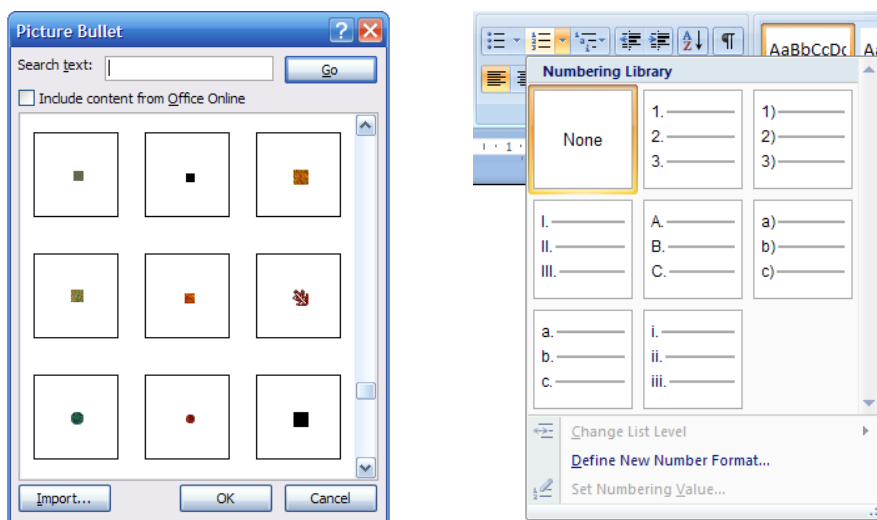 Picture Bullet
Search text:
Go
Include content from Office Online
Import...
OK
Cancel
AaBbCcDc
Numbering Library
None
1.
2.
3.
1)
2)
3)
I.
II.
III.
A.
B.
C.
a)
b)
c)
a.
b.
c.
i.
ii.
iii.
Change List Level
Define New Number Format...
Set Numbering Value...